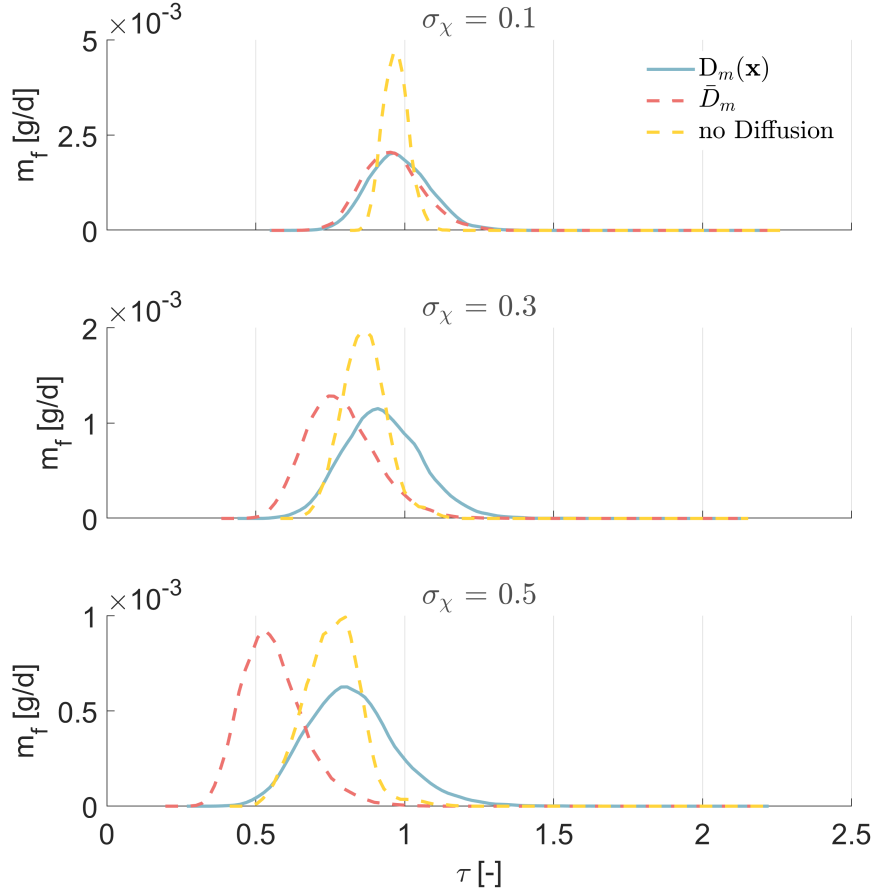 ×10⁻³
σ_χ = 0.1
5
2.5
0
m_f [g/d]
D_m(x)
D̄_m
no Diffusion
×10⁻³
σ_χ = 0.3
2
1
0
m_f [g/d]
×10⁻³
σ_χ = 0.5
1
0.5
0
m_f [g/d]
0 0.5 1 1.5 2 2.5
τ [-]